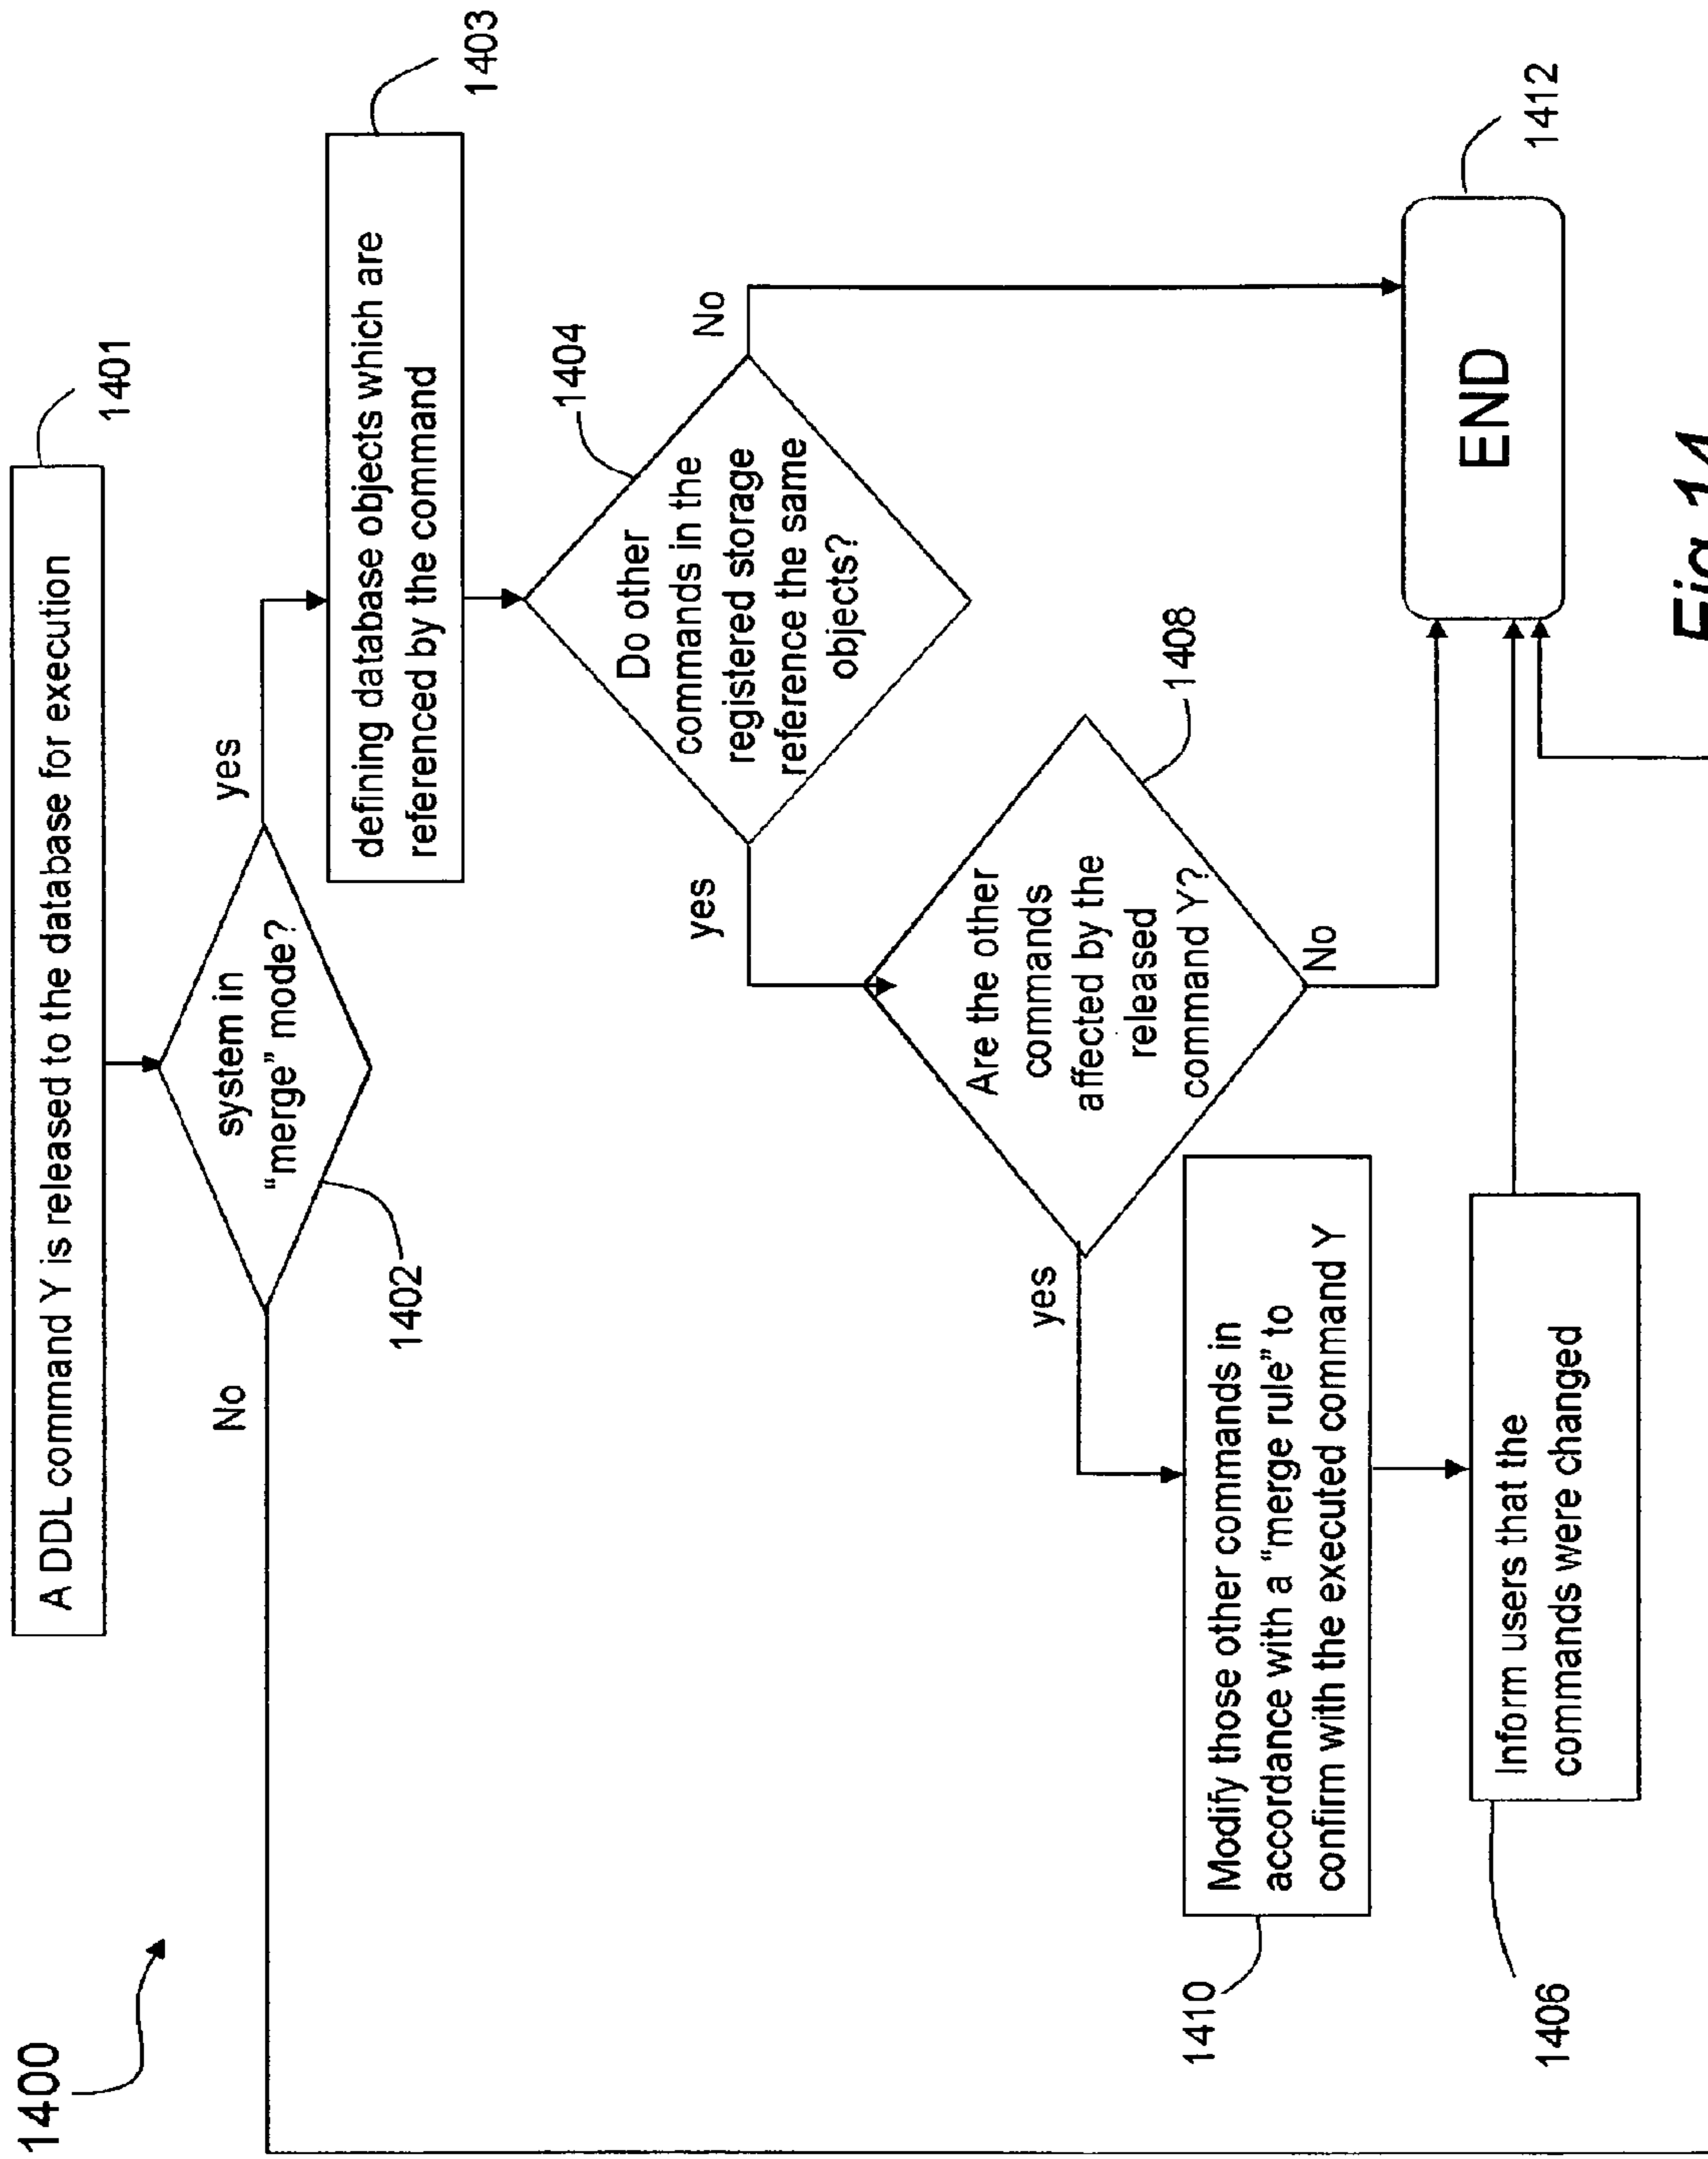 1400
A DDL command Y is released to the database for execution
1401
system in
“merge” mode?
yes
No
1402
defining database objects which are
referenced by the command
1403
Do other
commands in the
registered storage
reference the same
objects?
1404
No
yes
Are the other
commands
affected by the
released
command Y?
1408
No
yes
Modify those other commands in
accordance with a “merge rule” to
confirm with the executed command Y
1410
Inform users that the
commands were changed
1406
END
1412
Fig 14